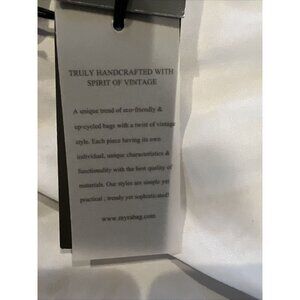 TRULY HANDCRAFTED WITH
SPIRIT OF VINTAGE
A unique trend of eco-friendly &
up-cycled bags with a twist of vintage
style. Each piece having its own
individual, unique characteristics &
functionality with the best quality of
materials. Our styles are simple yet
practical , trendy yet sophisticated!
www.myrabag.com